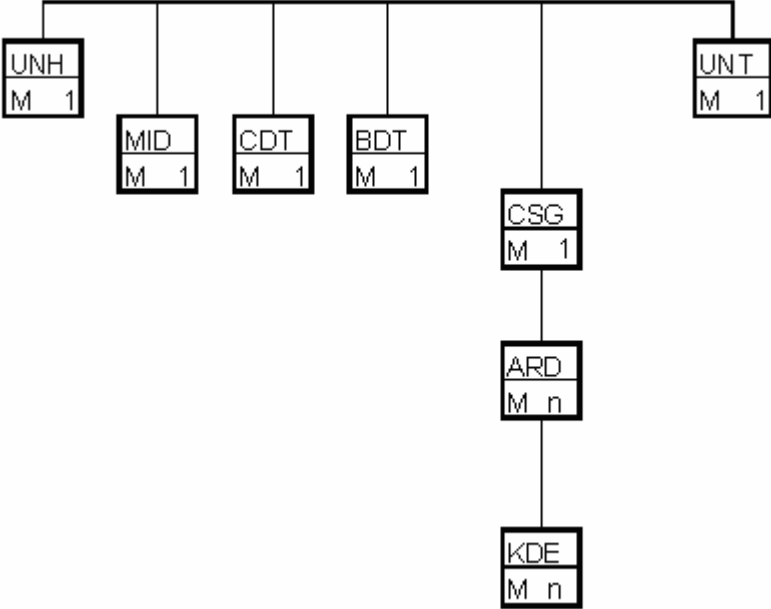 UNH
M 1
UNT
M 1
MID
M 1
CDT
M 1
BDT
M 1
CSG
M 1
ARD
M n
KDE
M n